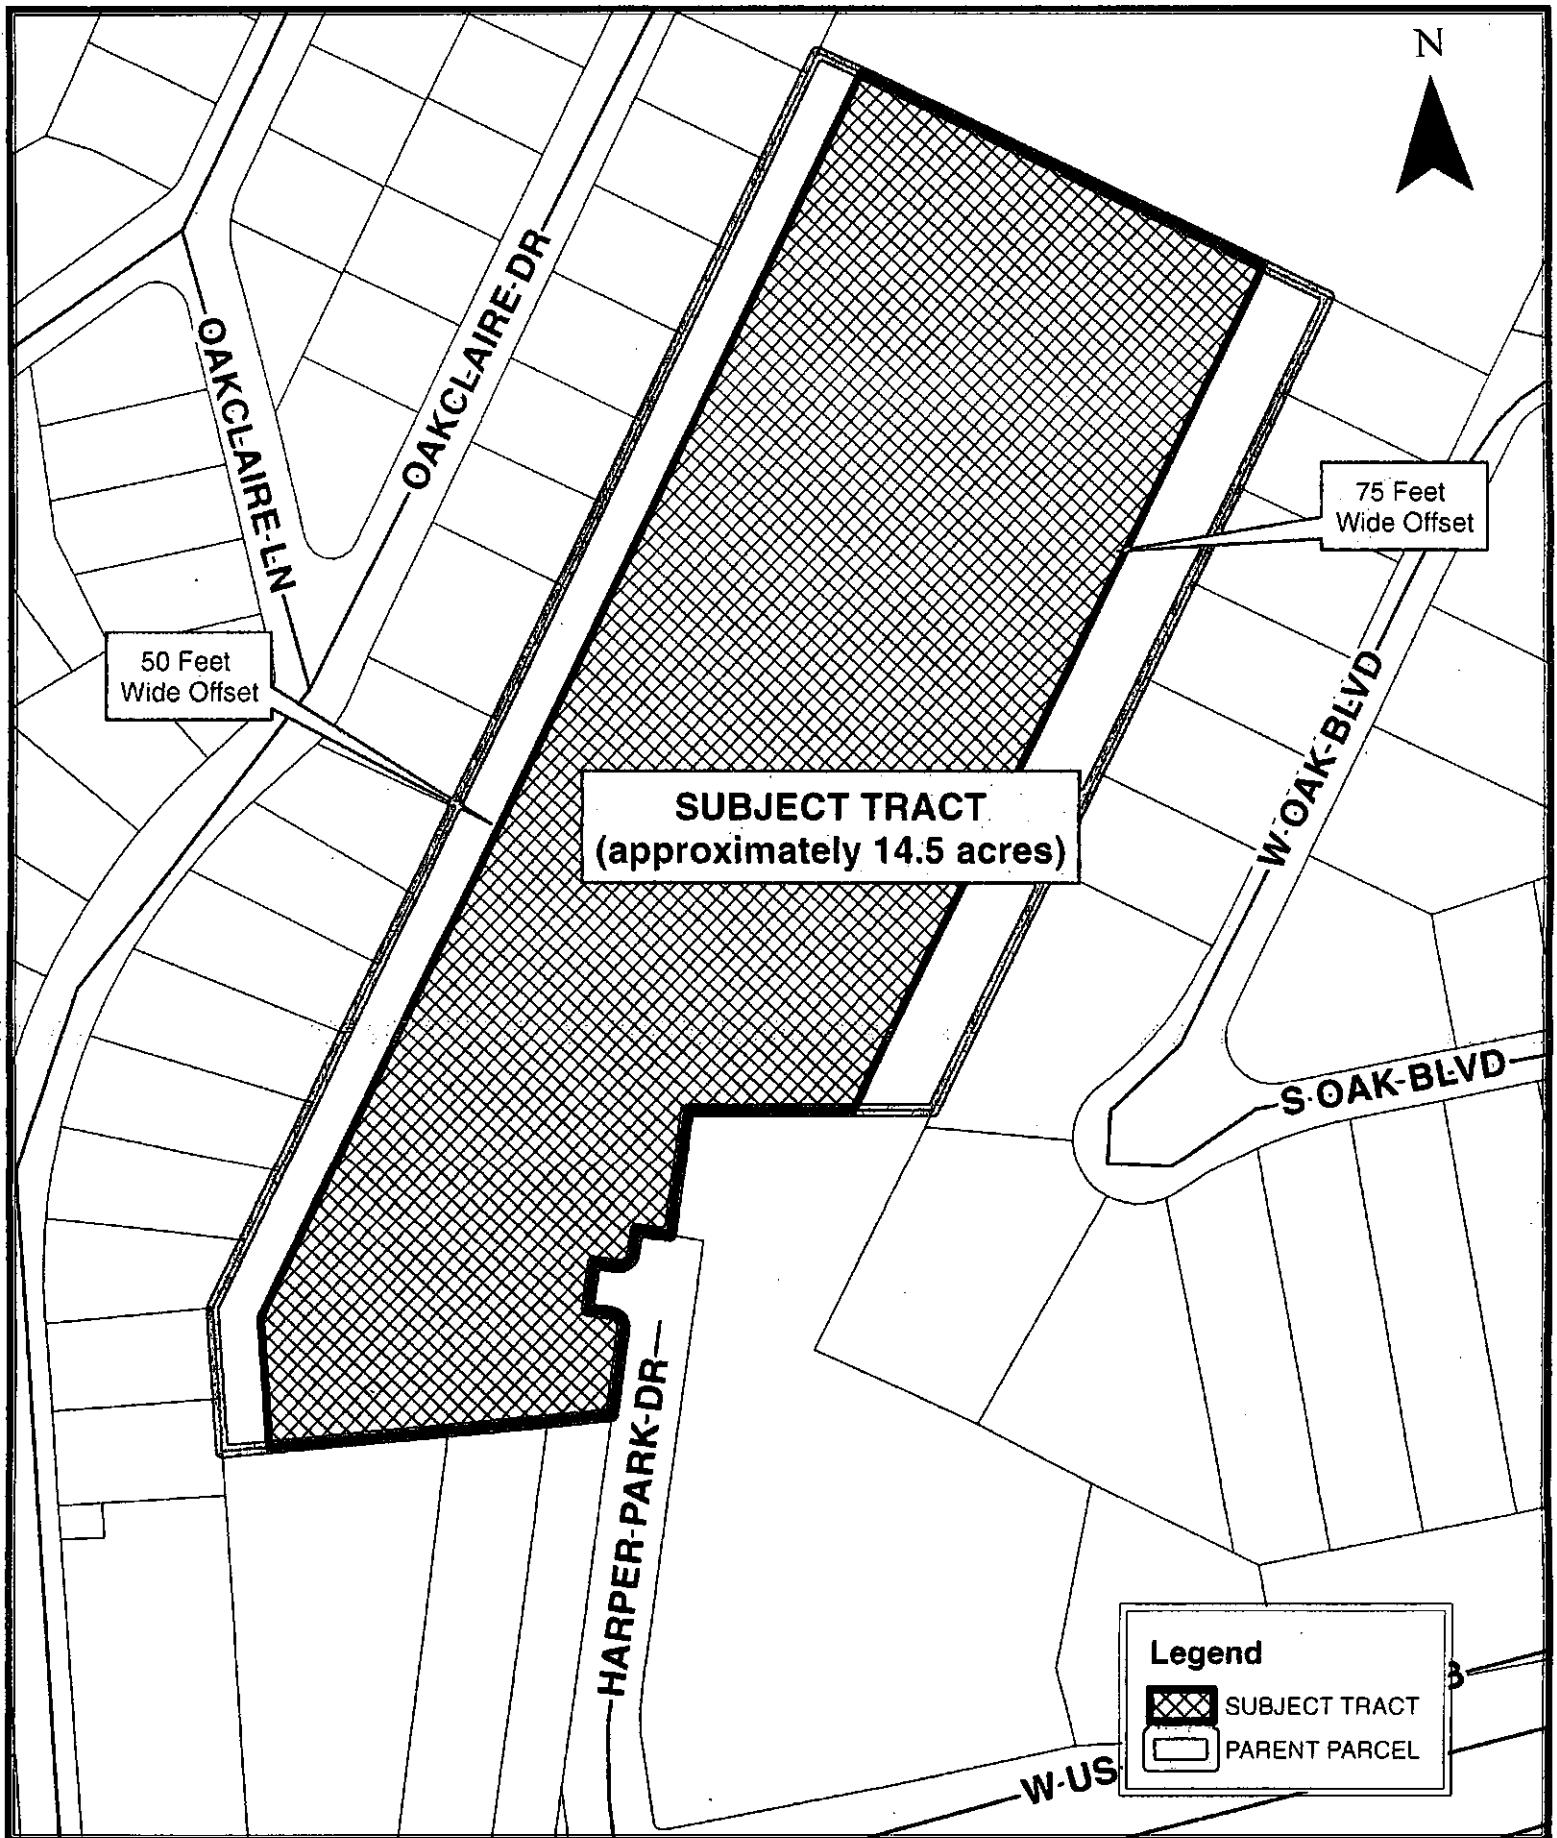 N
OAKCLAIRE DR
OAKCLAIRE LN
75 Feet
Wide Offset
50 Feet
Wide Offset
W OAK BLVD
SUBJECT TRACT
(approximately 14.5 acres)
S OAK BLVD
HARPER PARK DR
Legend
SUBJECT TRACT
PARENT PARCEL
W US